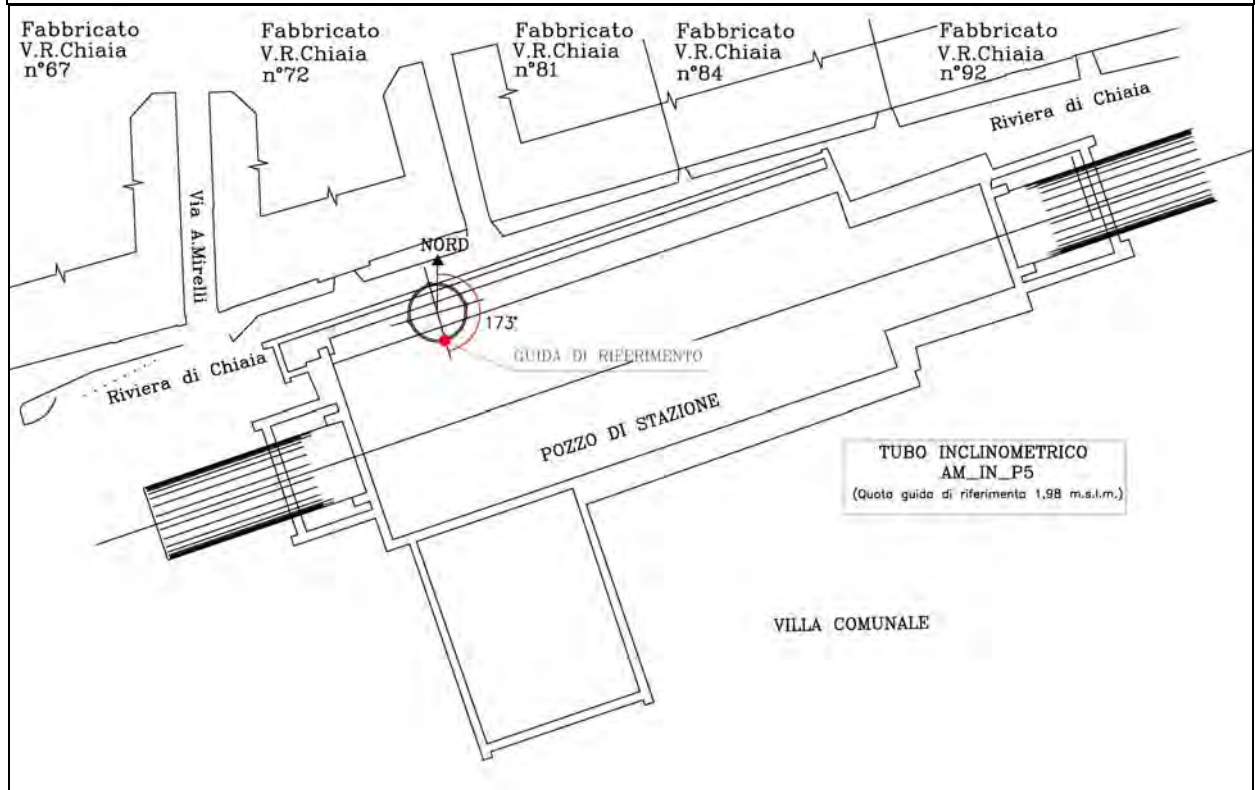 Fabbricato
V.R.Chiaia
n°67
Fabbricato
V.R.Chiaia
n°72
Fabbricato
V.R.Chiaia
n°81
Fabbricato
V.R.Chiaia
n°84
Fabbricato
V.R.Chiaia
n°92
Riviera di Chiaia
Via A.Mirelli
NORD
173°
GUIDA DI RIFERIMENTO
Riviera di Chiaia
POZZO DI STAZIONE
TUBO INCLINOMETRICO
AM_IN_P5
(Quota guida di riferimento 1,98 m.s.l.m.)
VILLA COMUNALE